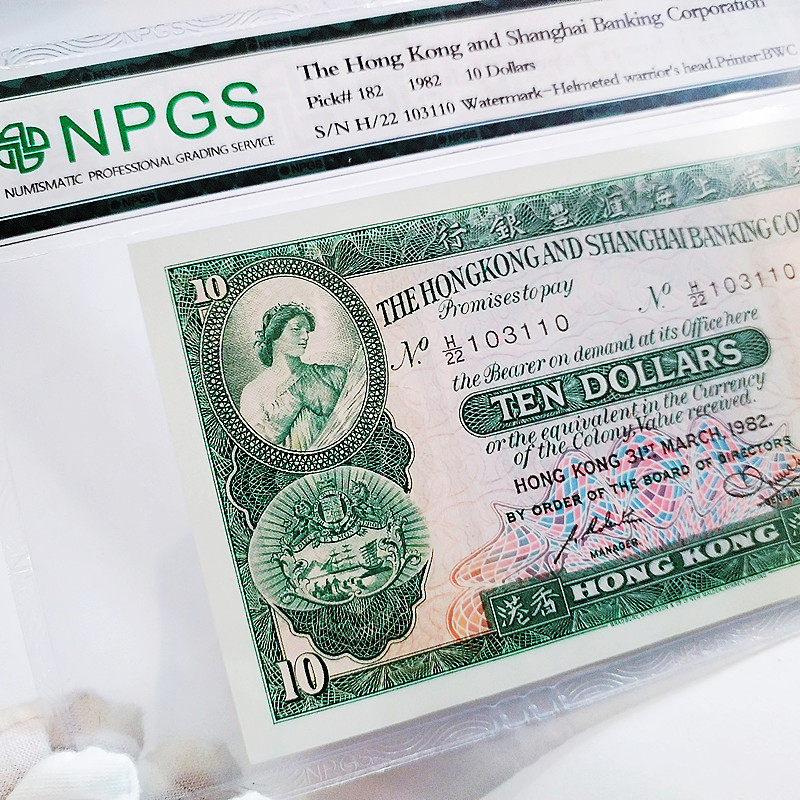 The Hong Kong and Shanghai Banking Corporation
Pick# 182 1982 10 Dollars
S/N H/22 103110 Watermark-Helmeted warrior's head.Printer:BWC
NPGS
NUMISMATIC PROFESSIONAL GRADING SERVICE
行銀豐滙海上港
10
THE HONGKONG AND SHANGHAI BANKING CO
Promises to pay
No H/22 103110
No H/22 103110
the Bearer on demand at its Office here
TEN DOLLARS
or the equivalent in the Currency
of the Colony Value received.
HONG KONG 31ST MARCH, 1982.
BY ORDER OF THE BOARD OF DIRECTORS
MANAGER
港香 HONG KONG
10
NPGS